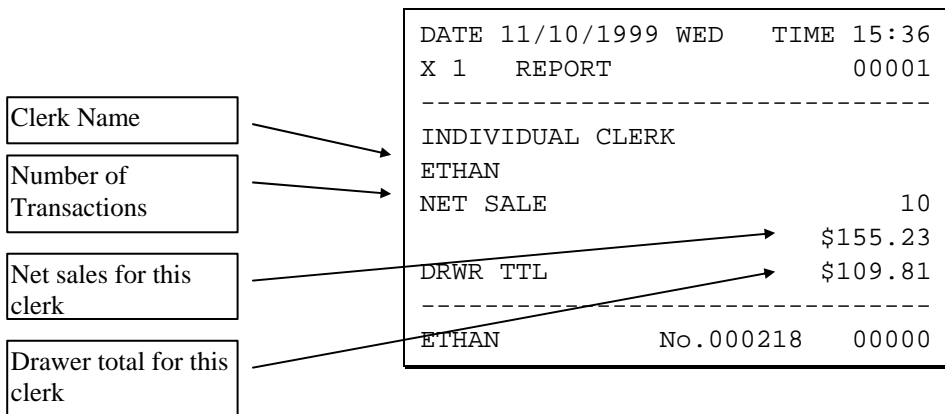 Clerk Name
Number of
Transactions
Net sales for this
clerk
Drawer total for this
clerk
DATE 11/10/1999 WED TIME 15:36
X 1 REPORT 00001
--------------------------------
INDIVIDUAL CLERK
ETHAN
NET SALE 10
$155.23
DRWR TTL $109.81
--------------------------------
ETHAN No.000218 00000